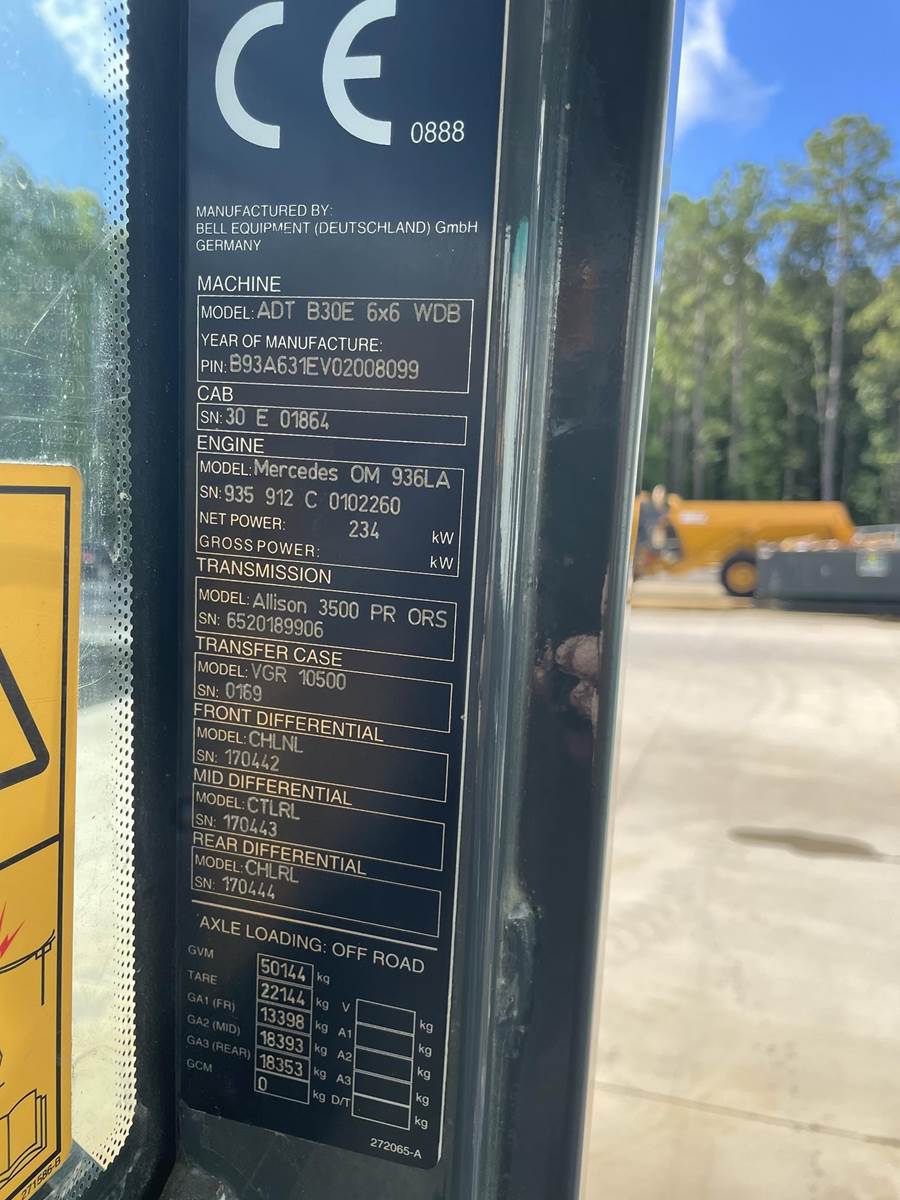 CE
0888
MANUFACTURED BY:
BELL EQUIPMENT (DEUTSCHLAND) GmbH
GERMANY
MACHINE
MODEL: ADT B30E 6x6 WDB
YEAR OF MANUFACTURE:
PIN: B93A631EV02008099
CAB
SN: 30 E 01864
ENGINE
MODEL: Mercedes OM 936LA
SN: 935 912 C 0102260
NET POWER: 234 kW
GROSS POWER: kW
TRANSMISSION
MODEL: Allison 3500 PR ORS
SN: 6520189906
TRANSFER CASE
MODEL: VGR 10500
SN: 0169
FRONT DIFFERENTIAL
MODEL: CHLNL
SN: 170442
MID DIFFERENTIAL
MODEL: CTLRL
SN: 170443
REAR DIFFERENTIAL
MODEL: CHLRL
SN: 170444
AXLE LOADING: OFF ROAD
GVM 50144 kg
TARE 22144 kg V kg
GA1 (FR) 13398 kg A1 kg
GA2 (MID) 18393 kg A2 kg
GA3 (REAR) 18353 kg A3 kg
GCM 0 kg D/T kg
272065-A
271586-B